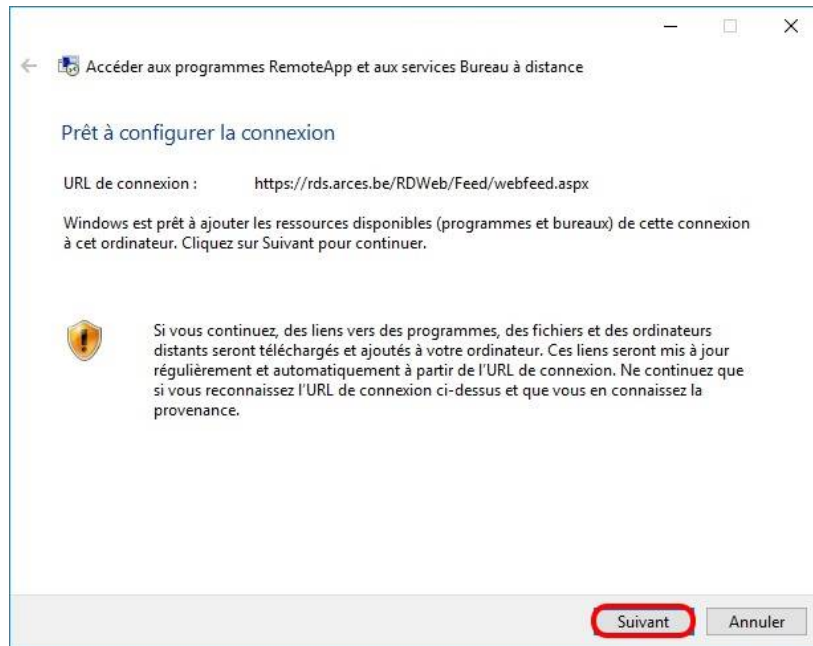 Accéder aux programmes RemoteApp et aux services Bureau à distance
Prêt à configurer la connexion
URL de connexion : https://rds.arces.be/RDWeb/Feed/webfeed.aspx
Windows est prêt à ajouter les ressources disponibles (programmes et bureaux) de cette connexion
à cet ordinateur. Cliquez sur Suivant pour continuer.
Si vous continuez, des liens vers des programmes, des fichiers et des ordinateurs
distants seront téléchargés et ajoutés à votre ordinateur. Ces liens seront mis à jour
régulièrement et automatiquement à partir de l'URL de connexion. Ne continuez que
si vous reconnaissez l'URL de connexion ci-dessus et que vous en connaissez la
provenance.
Suivant Annuler